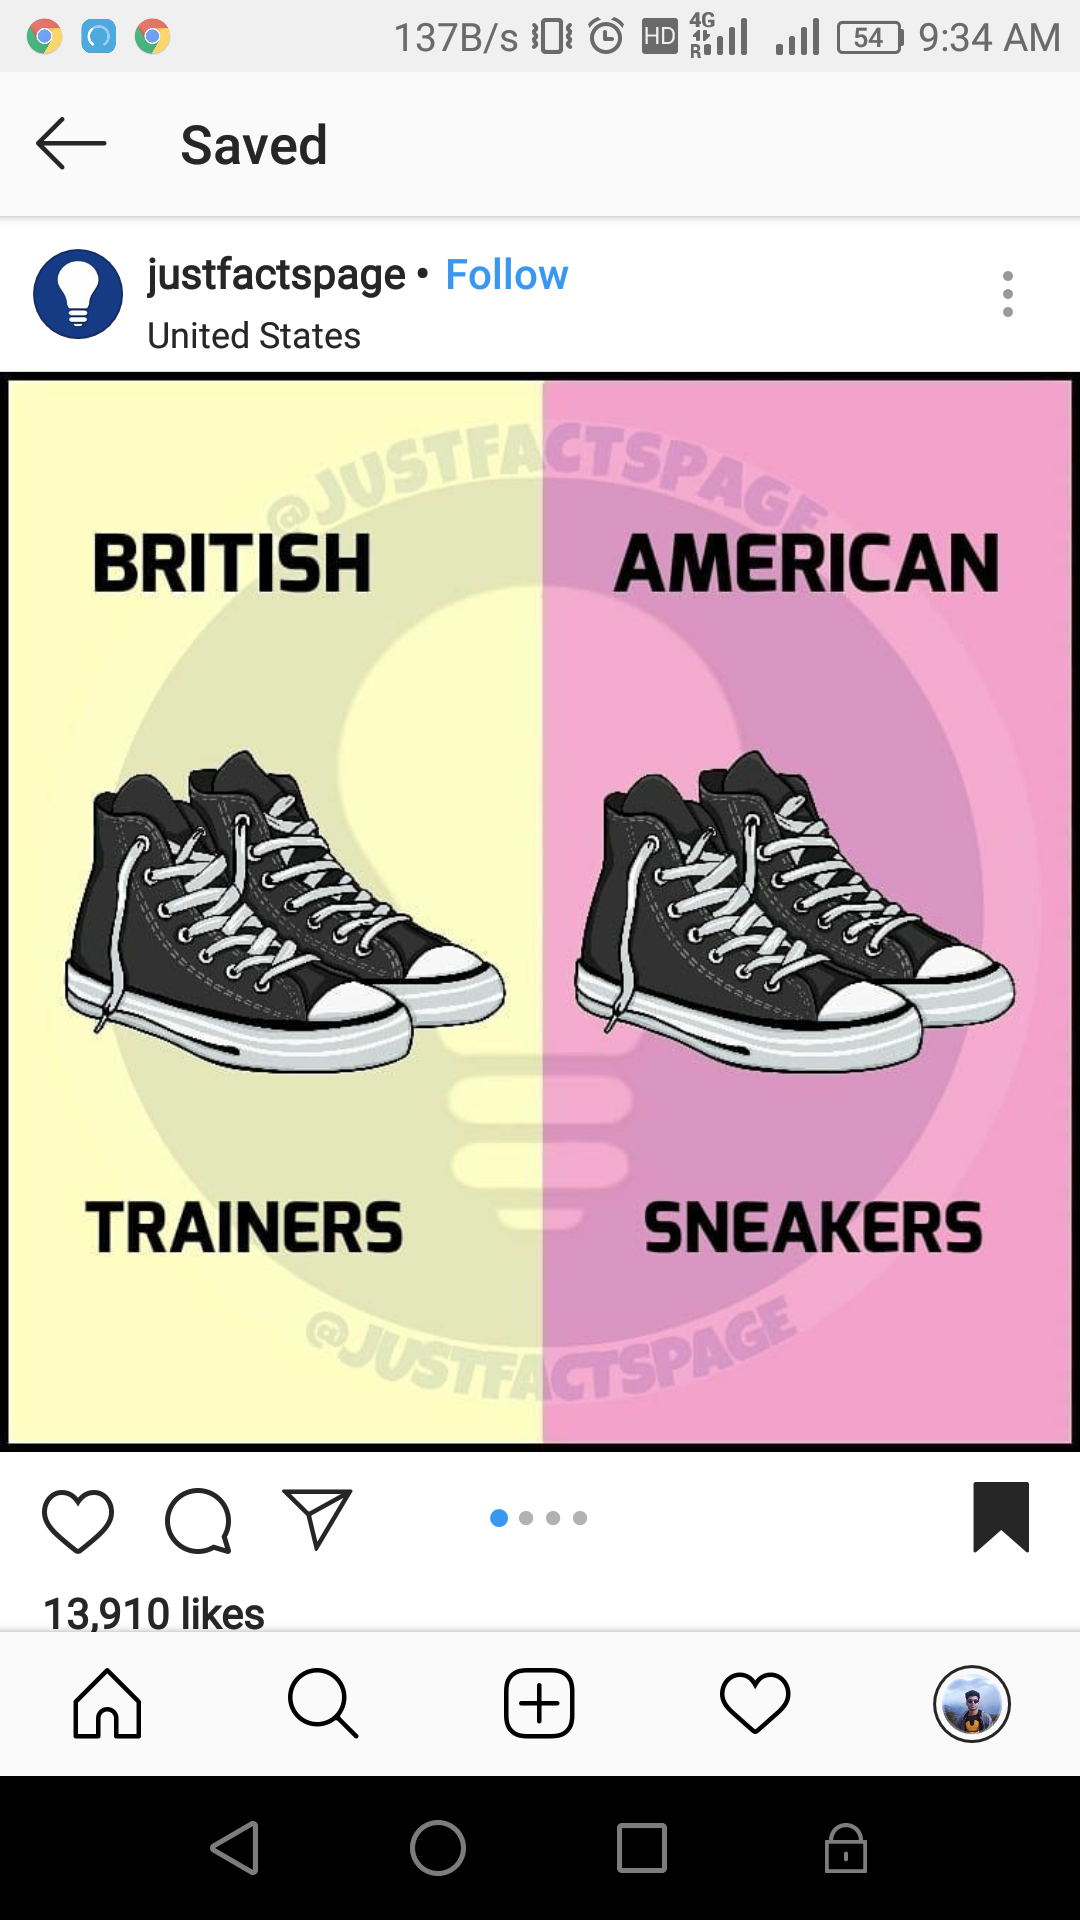 137B/s HD 4G R 54 9:34 AM
Saved
justfactspage • Follow
United States
@JUSTFACTSPAGE
BRITISH AMERICAN
TRAINERS SNEAKERS
@JUSTFACTSPAGE
13,910 likes